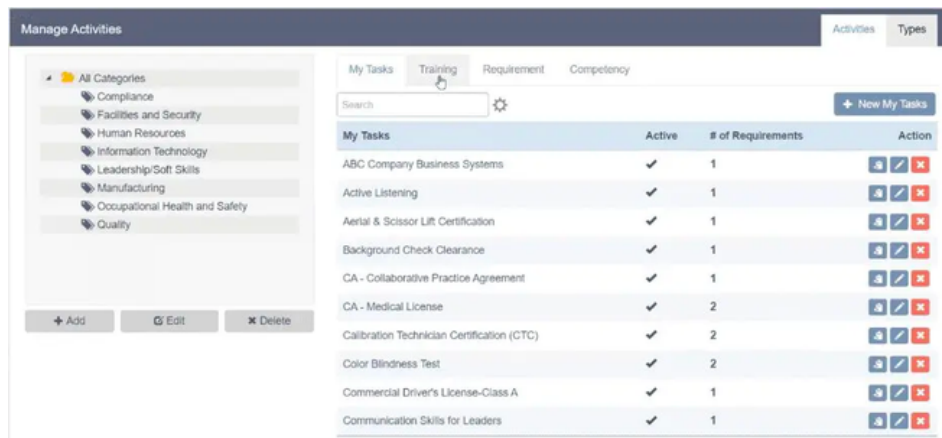 Manage Activities
Activities Types
All Categories
Compliance
Facilities and Security
Human Resources
Information Technology
Leadership/Soft Skills
Manufacturing
Occupational Health and Safety
Quality
+ Add Edit Delete
My Tasks Training Requirement Competency
Search
+ New My Tasks
My Tasks Active # of Requirements Action
ABC Company Business Systems 1
Active Listening 1
Aerial & Scissor Lift Certification 1
Background Check Clearance 1
CA - Collaborative Practice Agreement 1
CA - Medical License 2
Calibration Technician Certification (CTC) 2
Color Blindness Test 2
Commercial Driver's License-Class A 1
Communication Skills for Leaders 1